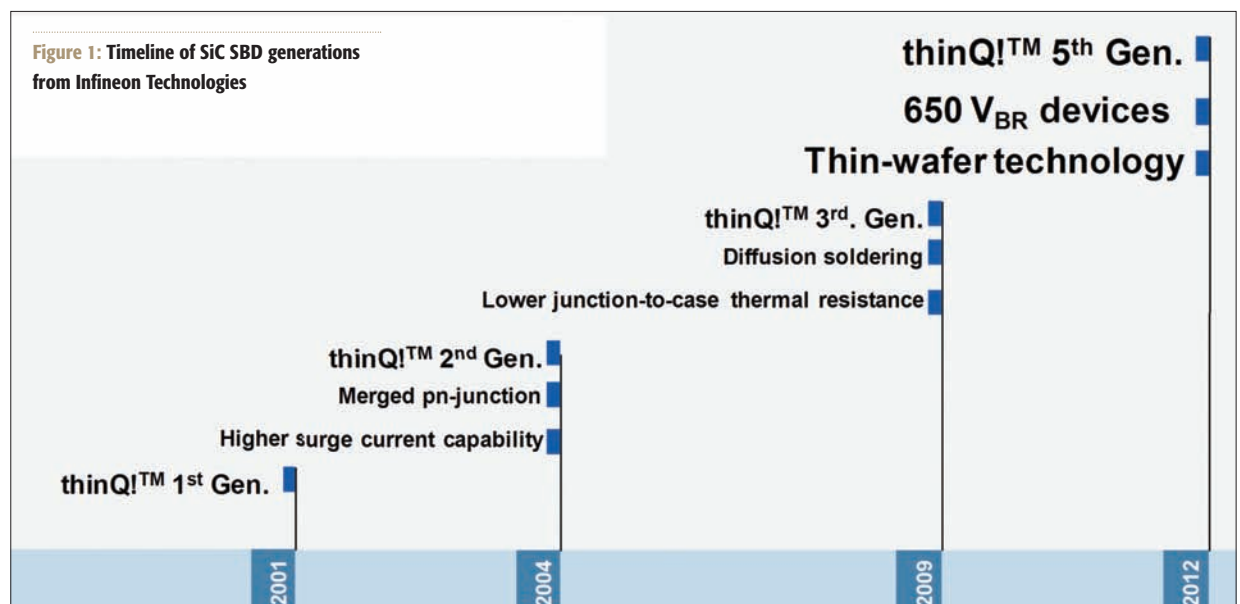 Figure 1: Timeline of SiC SBD generations
from Infineon Technologies
thinQ!™ 5th Gen.
650 VBR devices
Thin-wafer technology
thinQ!™ 3rd. Gen.
Diffusion soldering
Lower junction-to-case thermal resistance
thinQ!™ 2nd Gen.
Merged pn-junction
Higher surge current capability
thinQ!™ 1st Gen.
2001
2004
2009
2012